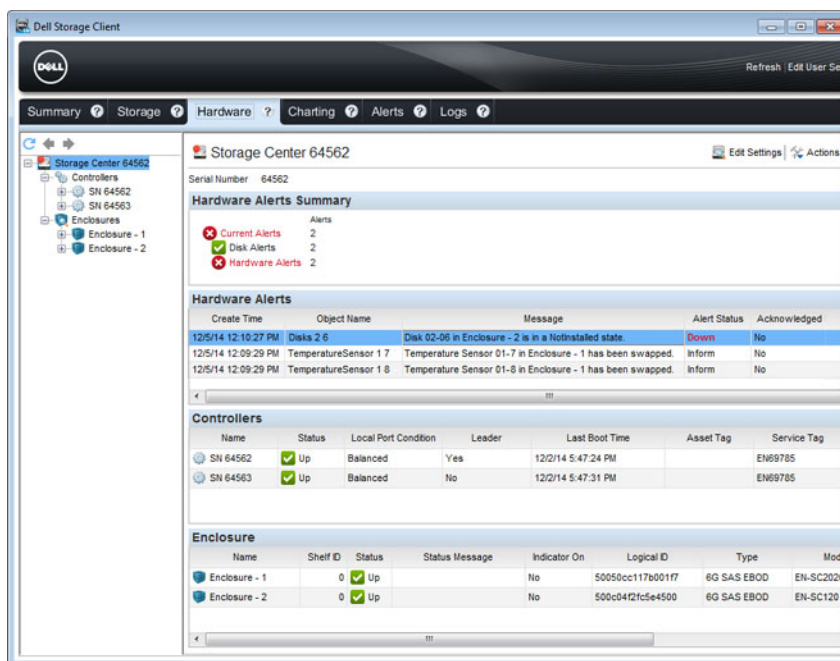 Dell Storage Client
DELL
Refresh | Edit User Se
Summary ? Storage ? Hardware ? Charting ? Alerts ? Logs ?
Storage Center 64562
Controllers
SN 64562
SN 64563
Enclosures
Enclosure - 1
Enclosure - 2
Storage Center 64562
Edit Settings | Actions
Serial Number 64562
Hardware Alerts Summary
Alerts
Current Alerts 2
Disk Alerts 2
Hardware Alerts 2
Hardware Alerts
Create Time Object Name Message Alert Status Acknowledged
12/5/14 12:10:27 PM Disks 2 6 Disk 02-06 in Enclosure - 2 is in a NotInstalled state. Down No
12/5/14 12:09:29 PM TemperatureSensor 1 7 Temperature Sensor 01-7 in Enclosure - 1 has been swapped. Inform No
12/5/14 12:09:29 PM TemperatureSensor 1 8 Temperature Sensor 01-8 in Enclosure - 1 has been swapped. Inform No
Controllers
Name Status Local Port Condition Leader Last Boot Time Asset Tag Service Tag
SN 64562 Up Balanced Yes 12/2/14 5:47:24 PM EN69785
SN 64563 Up Balanced No 12/2/14 5:47:31 PM EN69785
Enclosure
Name Shelf ID Status Status Message Indicator On Logical ID Type Mod
Enclosure - 1 0 Up No 50050cc117b001f7 6G SAS EBOD EN-SC202
Enclosure - 2 0 Up No 500c04f2fc5e4500 6G SAS EBOD EN-SC120